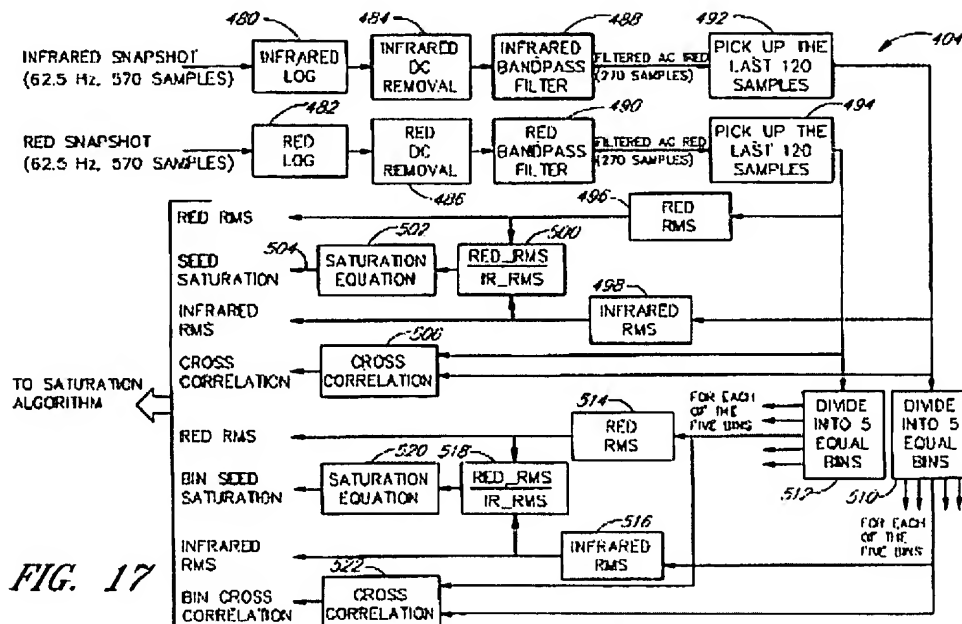 480
484
488
492
404
INFRARED SNAPSHOT
(62.5 Hz, 570 SAMPLES)
INFRARED
LOG
INFRARED
DC
REMOVAL
INFRARED
BANDPASS
FILTER
FILTERED AC IRED
(270 SAMPLES)
PICK UP THE
LAST 120
SAMPLES
482
490
494
RED SNAPSHOT
(62.5 Hz, 570 SAMPLES)
RED
LOG
RED
DC
REMOVAL
RED
BANDPASS
FILTER
FILTERED AC RED
(270 SAMPLES)
PICK UP THE
LAST 120
SAMPLES
486
496
RED RMS
RED
RMS
502
500
504
SEED
SATURATION
SATURATION
EQUATION
RED_RMS
IR_RMS
498
INFRARED
RMS
INFRARED
RMS
506
CROSS
CORRELATION
CROSS
CORRELATION
TO SATURATION
ALGORITHM
514
FOR EACH
OF THE
FIVE BINS
DIVIDE
INTO 5
EQUAL
BINS
DIVIDE
INTO 5
EQUAL
BINS
RED RMS
RED
RMS
520
518
512
510
BIN SEED
SATURATION
SATURATION
EQUATION
RED_RMS
IR_RMS
516
FOR EACH
OF THE
FIVE BINS
INFRARED
RMS
INFRARED
RMS
522
FIG. 17
BIN CROSS
CORRELATION
CROSS
CORRELATION